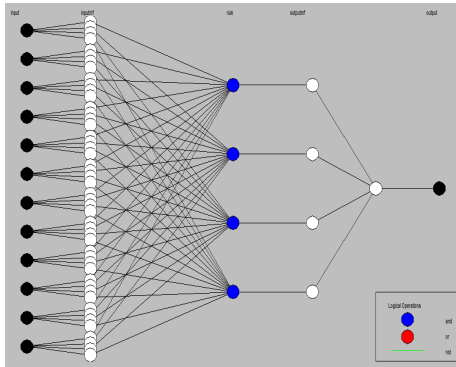 input inputmf rule outputmf output
Logical Operations
and
or
not